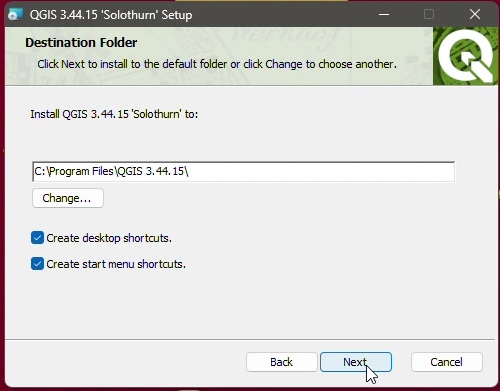 QGIS 3.44.15 'Solothurn' Setup
Destination Folder
Click Next to install to the default folder or click Change to choose another.
Install QGIS 3.44.15 'Solothurn' to:
C:\Program Files\QGIS 3.44.15\
Change...
Create desktop shortcuts.
Create start menu shortcuts.
Back Next Cancel